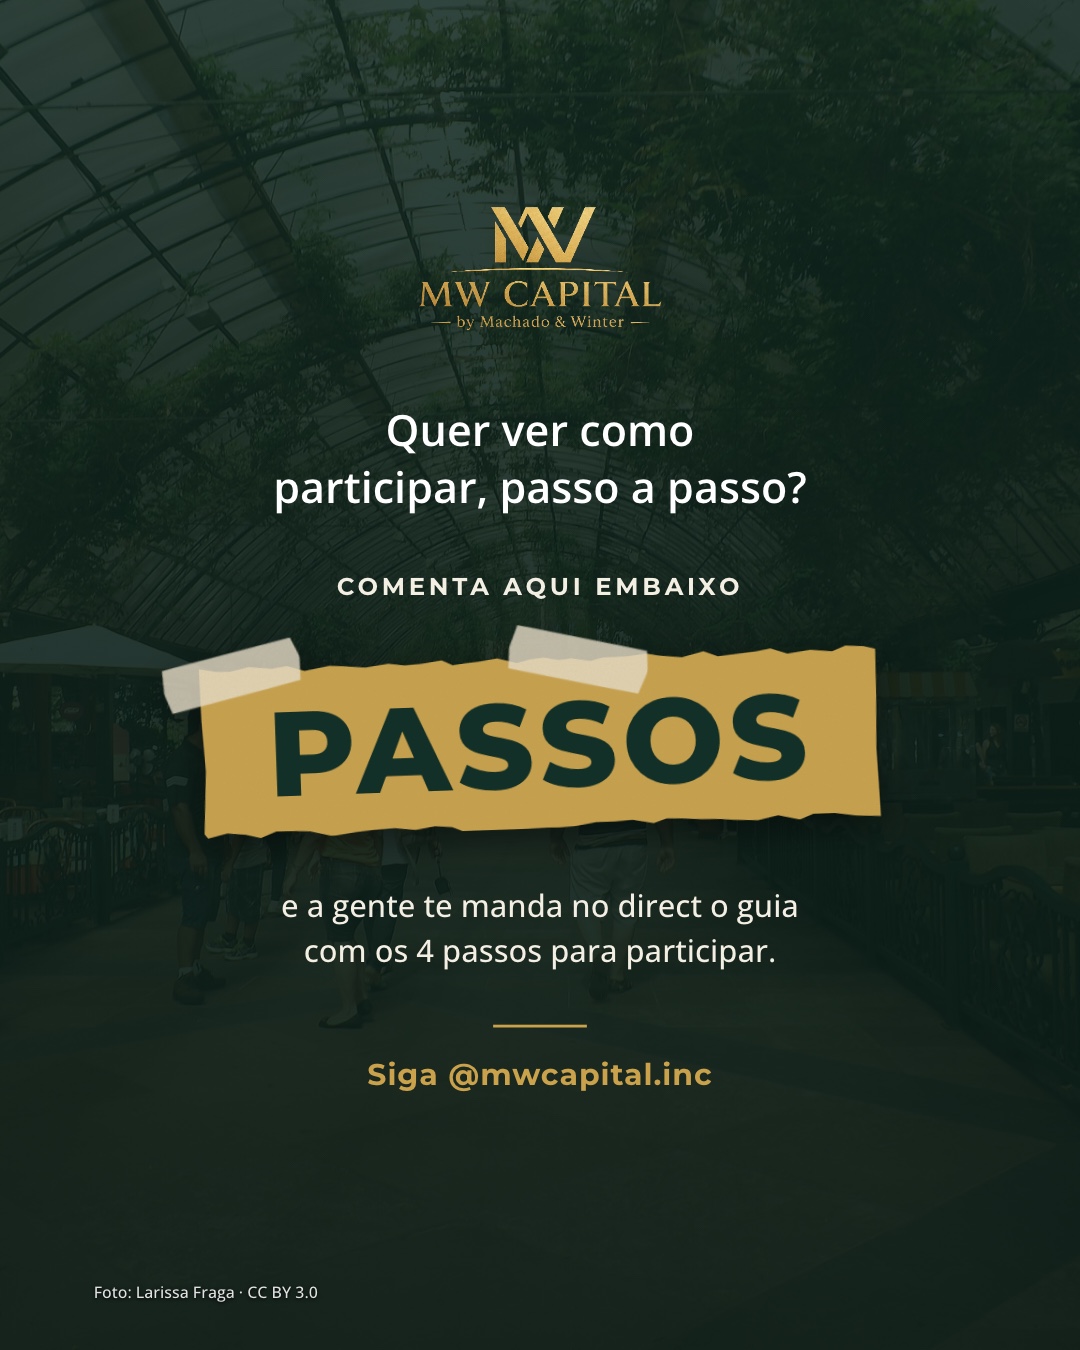 MW
MW CAPITAL
by Machado & Winter
Quer ver como
participar, passo a passo?
COMENTA AQUI EMBAIXO
PASSOS
e a gente te manda no direct o guia
com os 4 passos para participar.
Siga @mwcapital.inc
Foto: Larissa Fraga · CC BY 3.0